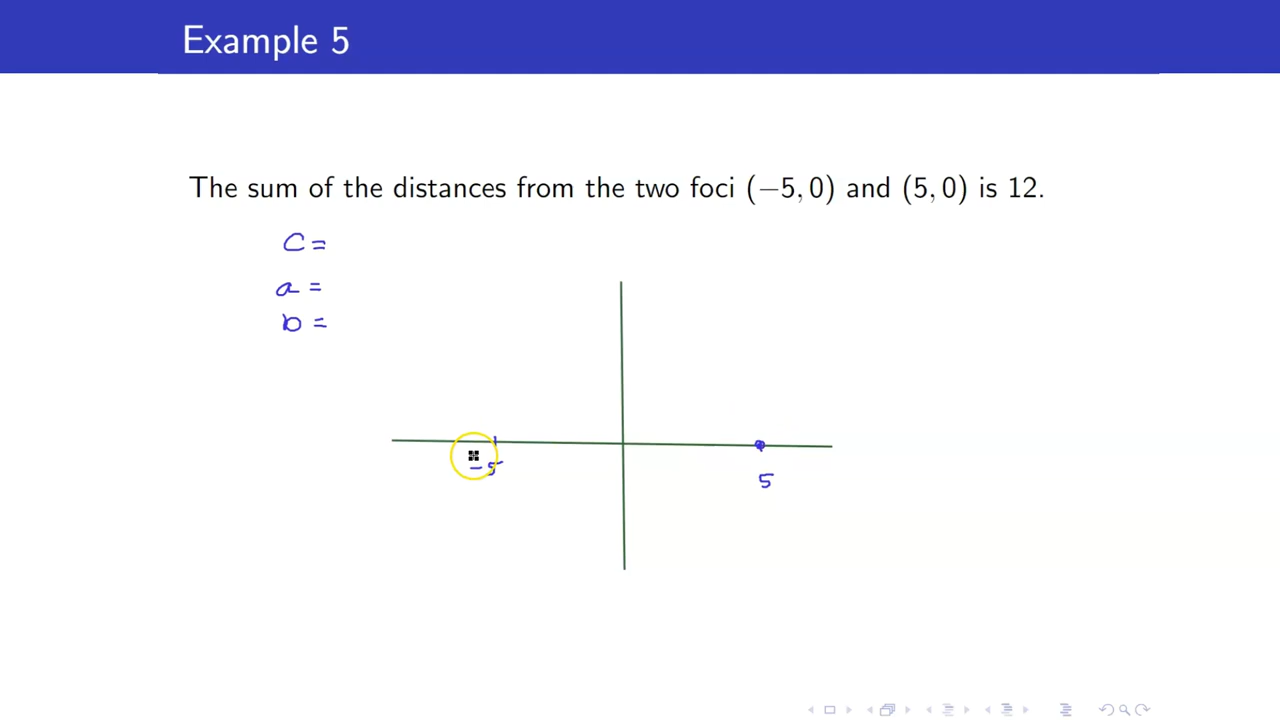 Example 5
The sum of the distances from the two foci (−5, 0) and (5, 0) is 12.
C =
a =
b =
−5
5